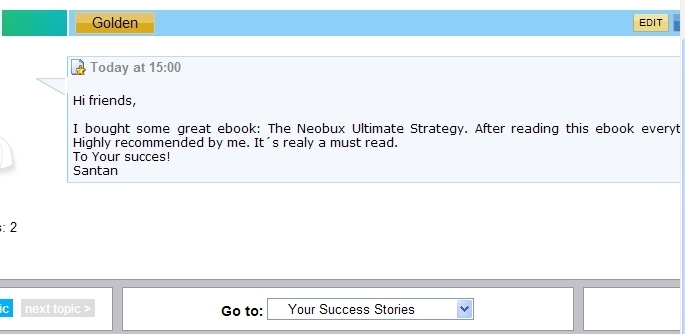 Golden
EDIT
Today at 15:00
Hi friends,
I bought some great ebook: The Neobux Ultimate Strategy. After reading this ebook everyt
Highly recommended by me. It´s realy a must read.
To Your succes!
Santan
s: 2
ic next topic >
Go to: Your Success Stories